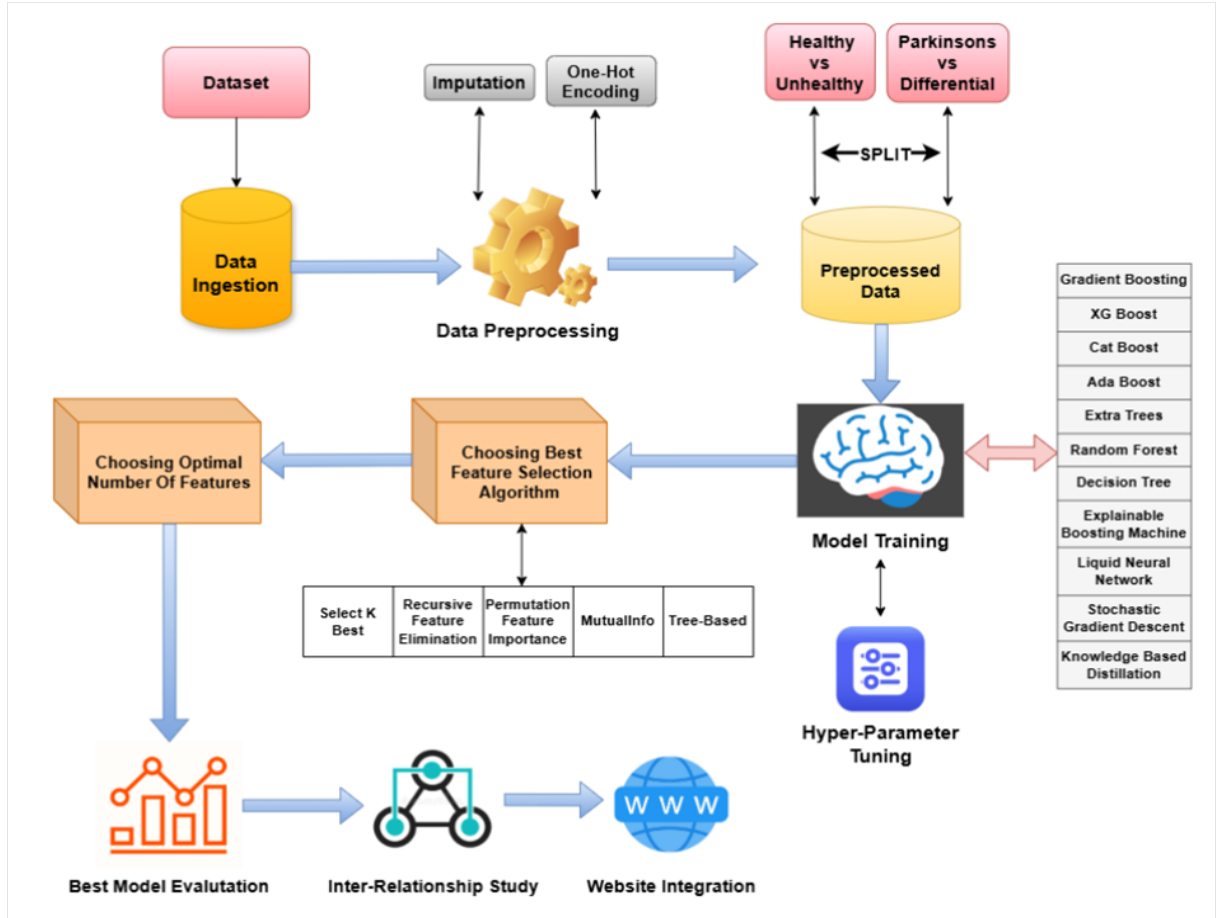 Dataset
Imputation
One-Hot
Encoding
Healthy
vs
Unhealthy
Parkinsons
vs
Differential
SPLIT
Data
Ingestion
Data Preprocessing
Preprocessed
Data
Gradient Boosting
XG Boost
Cat Boost
Ada Boost
Extra Trees
Random Forest
Decision Tree
Explainable
Boosting Machine
Liquid Neural
Network
Stochastic
Gradient Descent
Knowledge Based
Distillation
Model Training
Hyper-Parameter
Tuning
Choosing Best
Feature Selection
Algorithm
Select K
Best
Recursive
Feature
Elimination
Permutation
Feature
Importance
MutualInfo
Tree-Based
Choosing Optimal
Number Of Features
Best Model Evalutation
Inter-Relationship Study
WWW
Website Integration